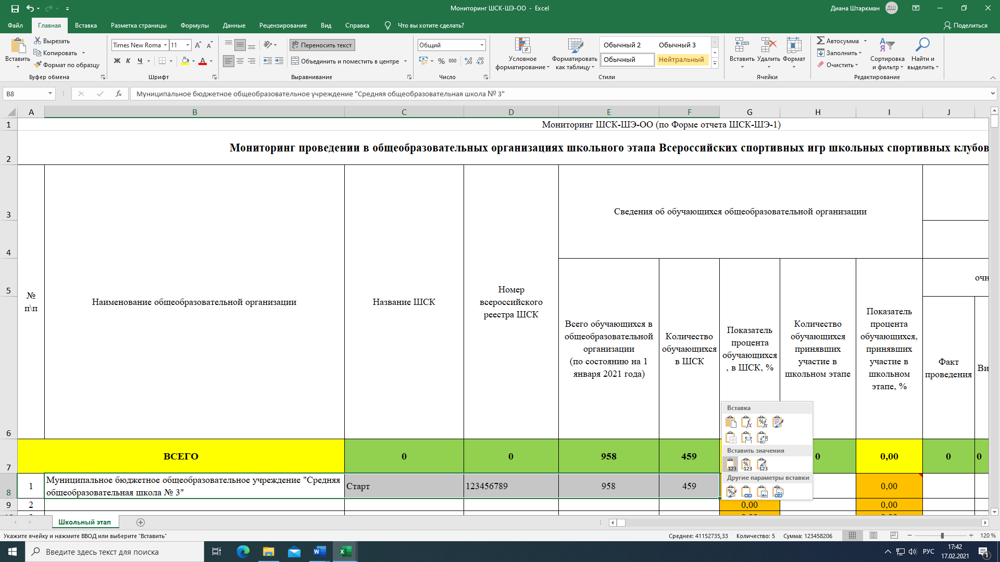 Мониторинг ШСК-ШЭ-ОО - Excel
Диана Штаркман ДШ
Файл Главная Вставка Разметка страницы Формулы Данные Рецензирование Вид Справка Что вы хотите сделать? Поделиться
Вставить
Вырезать
Копировать
Формат по образцу
Буфер обмена
Times New Roma 11
Ж К Ч
Шрифт
Переносить текст
Объединить и поместить в центре
Выравнивание
Общий
% 000
Число
Условное форматирование
Форматировать как таблицу
Обычный 2 Обычный 3
Обычный Нейтральный
Стили
Вставить Удалить Формат
Ячейки
Автосумма
Заполнить
Очистить
Сортировка и фильтр
Найти и выделить
Редактирование
B8 fx Муниципальное бюджетное общеобразовательное учреждение "Средняя общеобразовательная школа № 3"
A B C D E F G H I J
1 Мониторинг ШСК-ШЭ-ОО (по Форме отчета ШСК-ШЭ-1)
2 Мониторинг проведении в общеобразовательных организациях школьного этапа Всероссийских спортивных игр школьных спортивных клубов
3 Сведения об обучающихся общеобразовательной организации
4
5
6
№
п\п
Наименование общеобразовательной организации
Название ШСК
Номер
всероссийского
реестра ШСК
Всего обучающихся в
общеобразовательной
организации
(по состоянию на 1
января 2021 года)
Количество
обучающихся
в ШСК
Показатель
процента
обучающихся
, в ШСК, %
Количество
обучающихся
принявших
участие в
школьном этапе
Показатель
процента
обучающихся,
принявших
участие в
школьном
этапе, %
очн
Факт
проведения
Ви
Вставка
Вставить значения
Другие параметры вставки
7 ВСЕГО 0 0 958 459 0 0,00 0 0
8 1 Муниципальное бюджетное общеобразовательное учреждение "Средняя
общеобразовательная школа № 3" Старт 123456789 958 459 0,00
9 2 0,00 0,00
Школьный этап
Укажите ячейку и нажмите ВВОД или выберите "Вставить"
Среднее: 41152735,33 Количество: 5 Сумма: 123458206 120 %
Введите здесь текст для поиска
РУС
17:42
17.02.2021
1